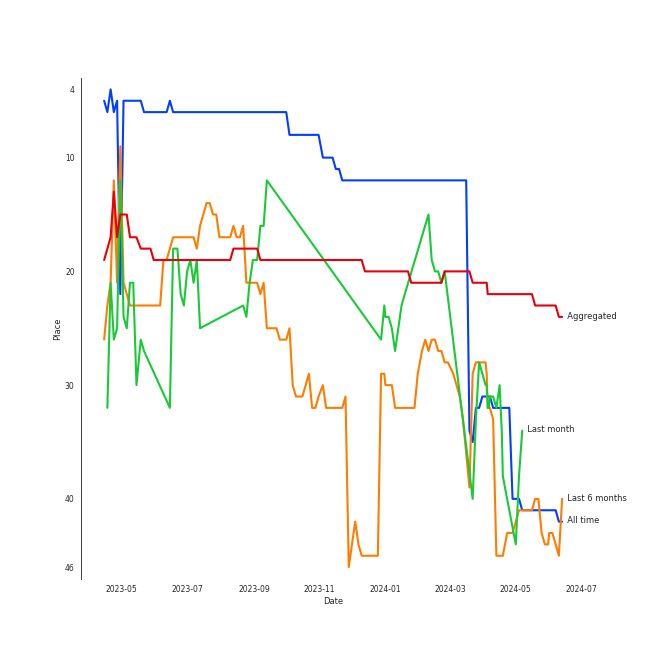 4
10
20
30
40
46
Place
2023-05
2023-07
2023-09
2023-11
2024-01
2024-03
2024-05
2024-07
Date
Aggregated
Last month
Last 6 months
All time